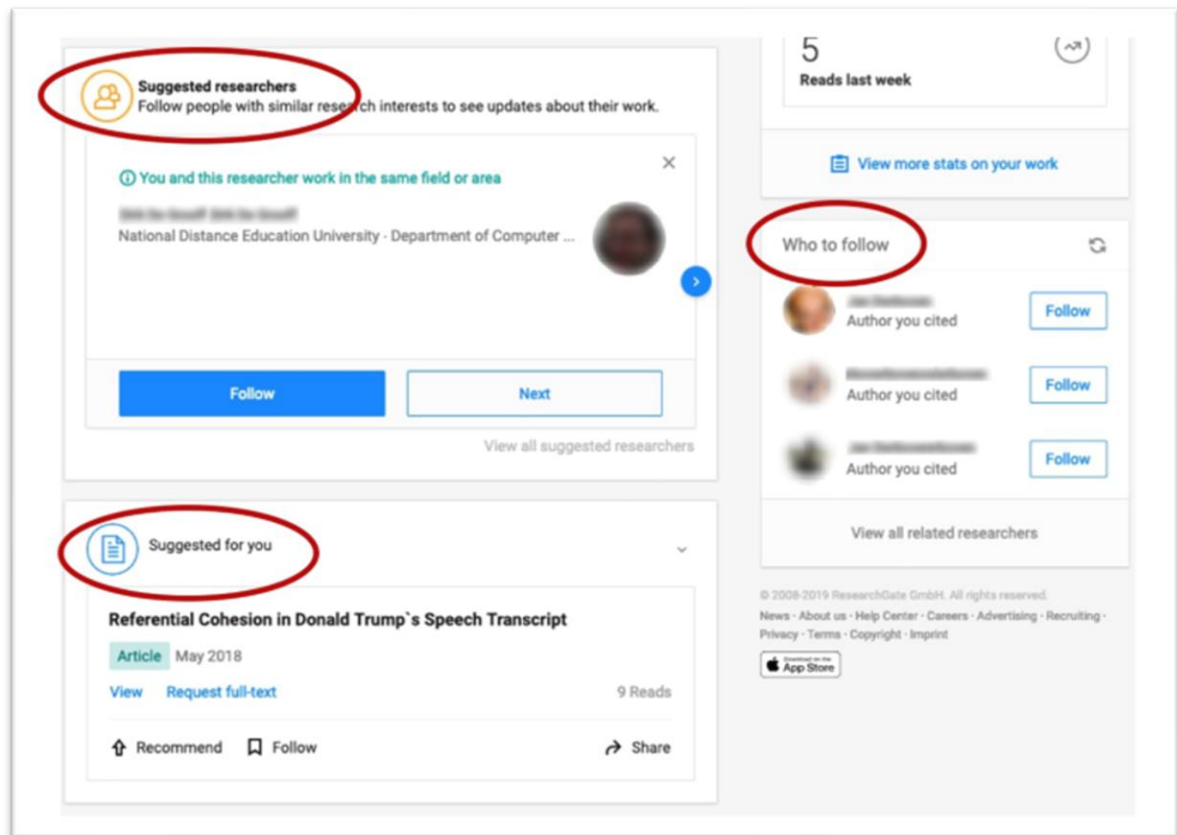 Suggested researchers
Follow people with similar research interests to see updates about their work.
You and this researcher work in the same field or area
National Distance Education University · Department of Computer ...
Follow
Next
View all suggested researchers
Suggested for you
Referential Cohesion in Donald Trump`s Speech Transcript
Article May 2018
View Request full-text 9 Reads
Recommend Follow Share
5
Reads last week
View more stats on your work
Who to follow
Author you cited
Follow
Author you cited
Follow
Author you cited
Follow
View all related researchers
© 2008-2019 ResearchGate GmbH. All rights reserved.
News · About us · Help Center · Careers · Advertising · Recruiting ·
Privacy · Terms · Copyright · Imprint
Download on the
App Store